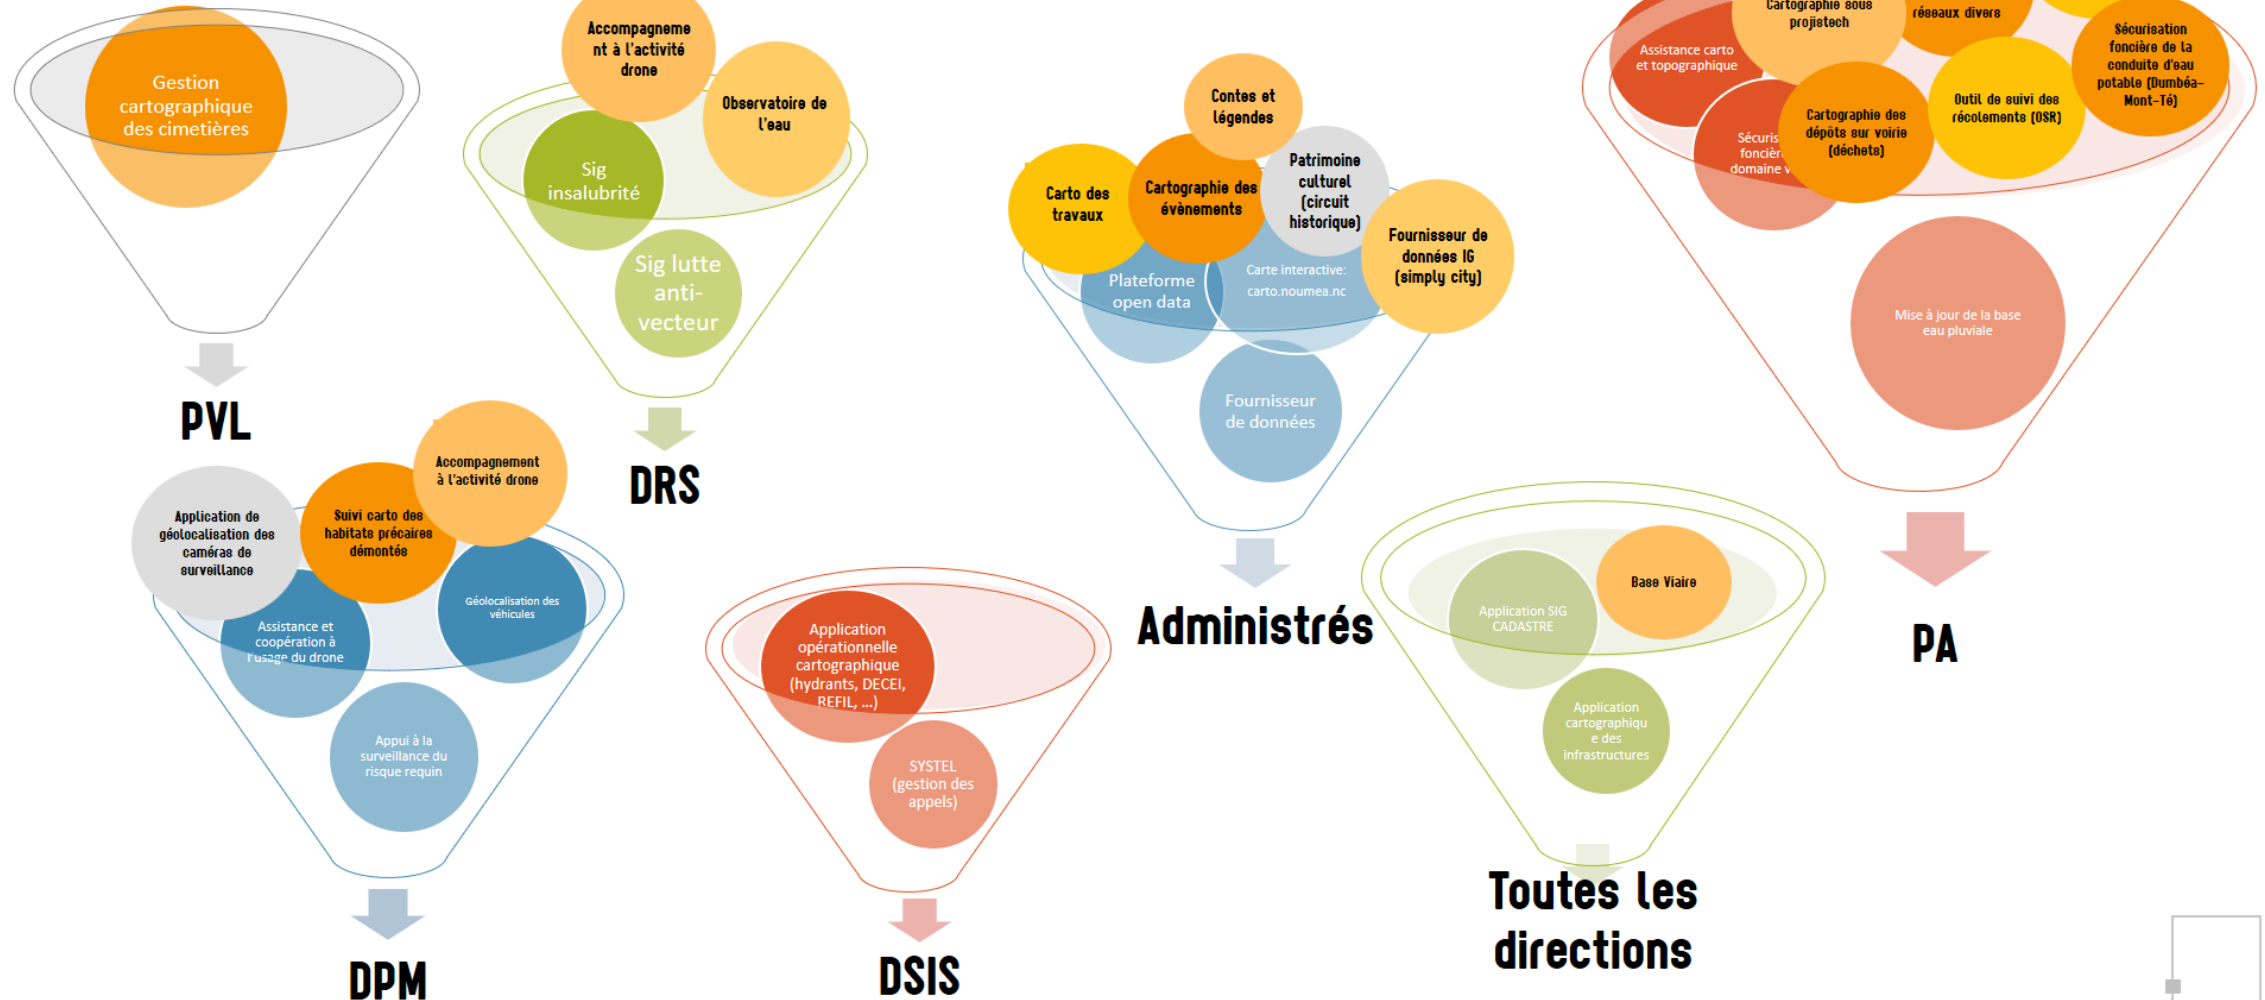 Gestion
cartographique
des cimetières
PVL
Accompagneme
nt à l'activité
drone
Observatoire de
l'eau
Sig
insalubrité
Sig lutte
anti-
vecteur
DRS
Contes et
légendes
Carto des
travaux
Cartographie des
évènements
Patrimoine
culturel
(circuit
historique)
Fournisseur de
données IG
(simply city)
Plateforme
open data
Carte interactive:
carto.noumea.nc
Fournisseur
de données
Administrés
Cartographie sous
projistech
réseaux divers
Assistance carto
et topographique
Sécurisation
foncière de la
conduite d'eau
potable (Dumbéa-
Mont-Té)
Outil de suivi des
récolements (OSR)
Cartographie des
dépôts sur voirie
(déchets)
domaine
Mise à jour de la base
eau pluviale
PA
Application de
géolocalisation des
caméras de
surveillance
Suivi carto des
habitats précaires
démontés
Accompagnement
à l'activité drone
Géolocalisation des
véhicules
Assistance et
coopération à
l'usage du drone
Appui à la
surveillance du
risque requin
DPM
Application
opérationnelle
cartographique
(hydrants, DECEI,
REFIL, ...)
SYSTEL
(gestion des
appels)
DSIS
Application SIG
CADASTRE
Base Viaire
Application
cartographiqu
e des
infrastructures
Toutes les
directions